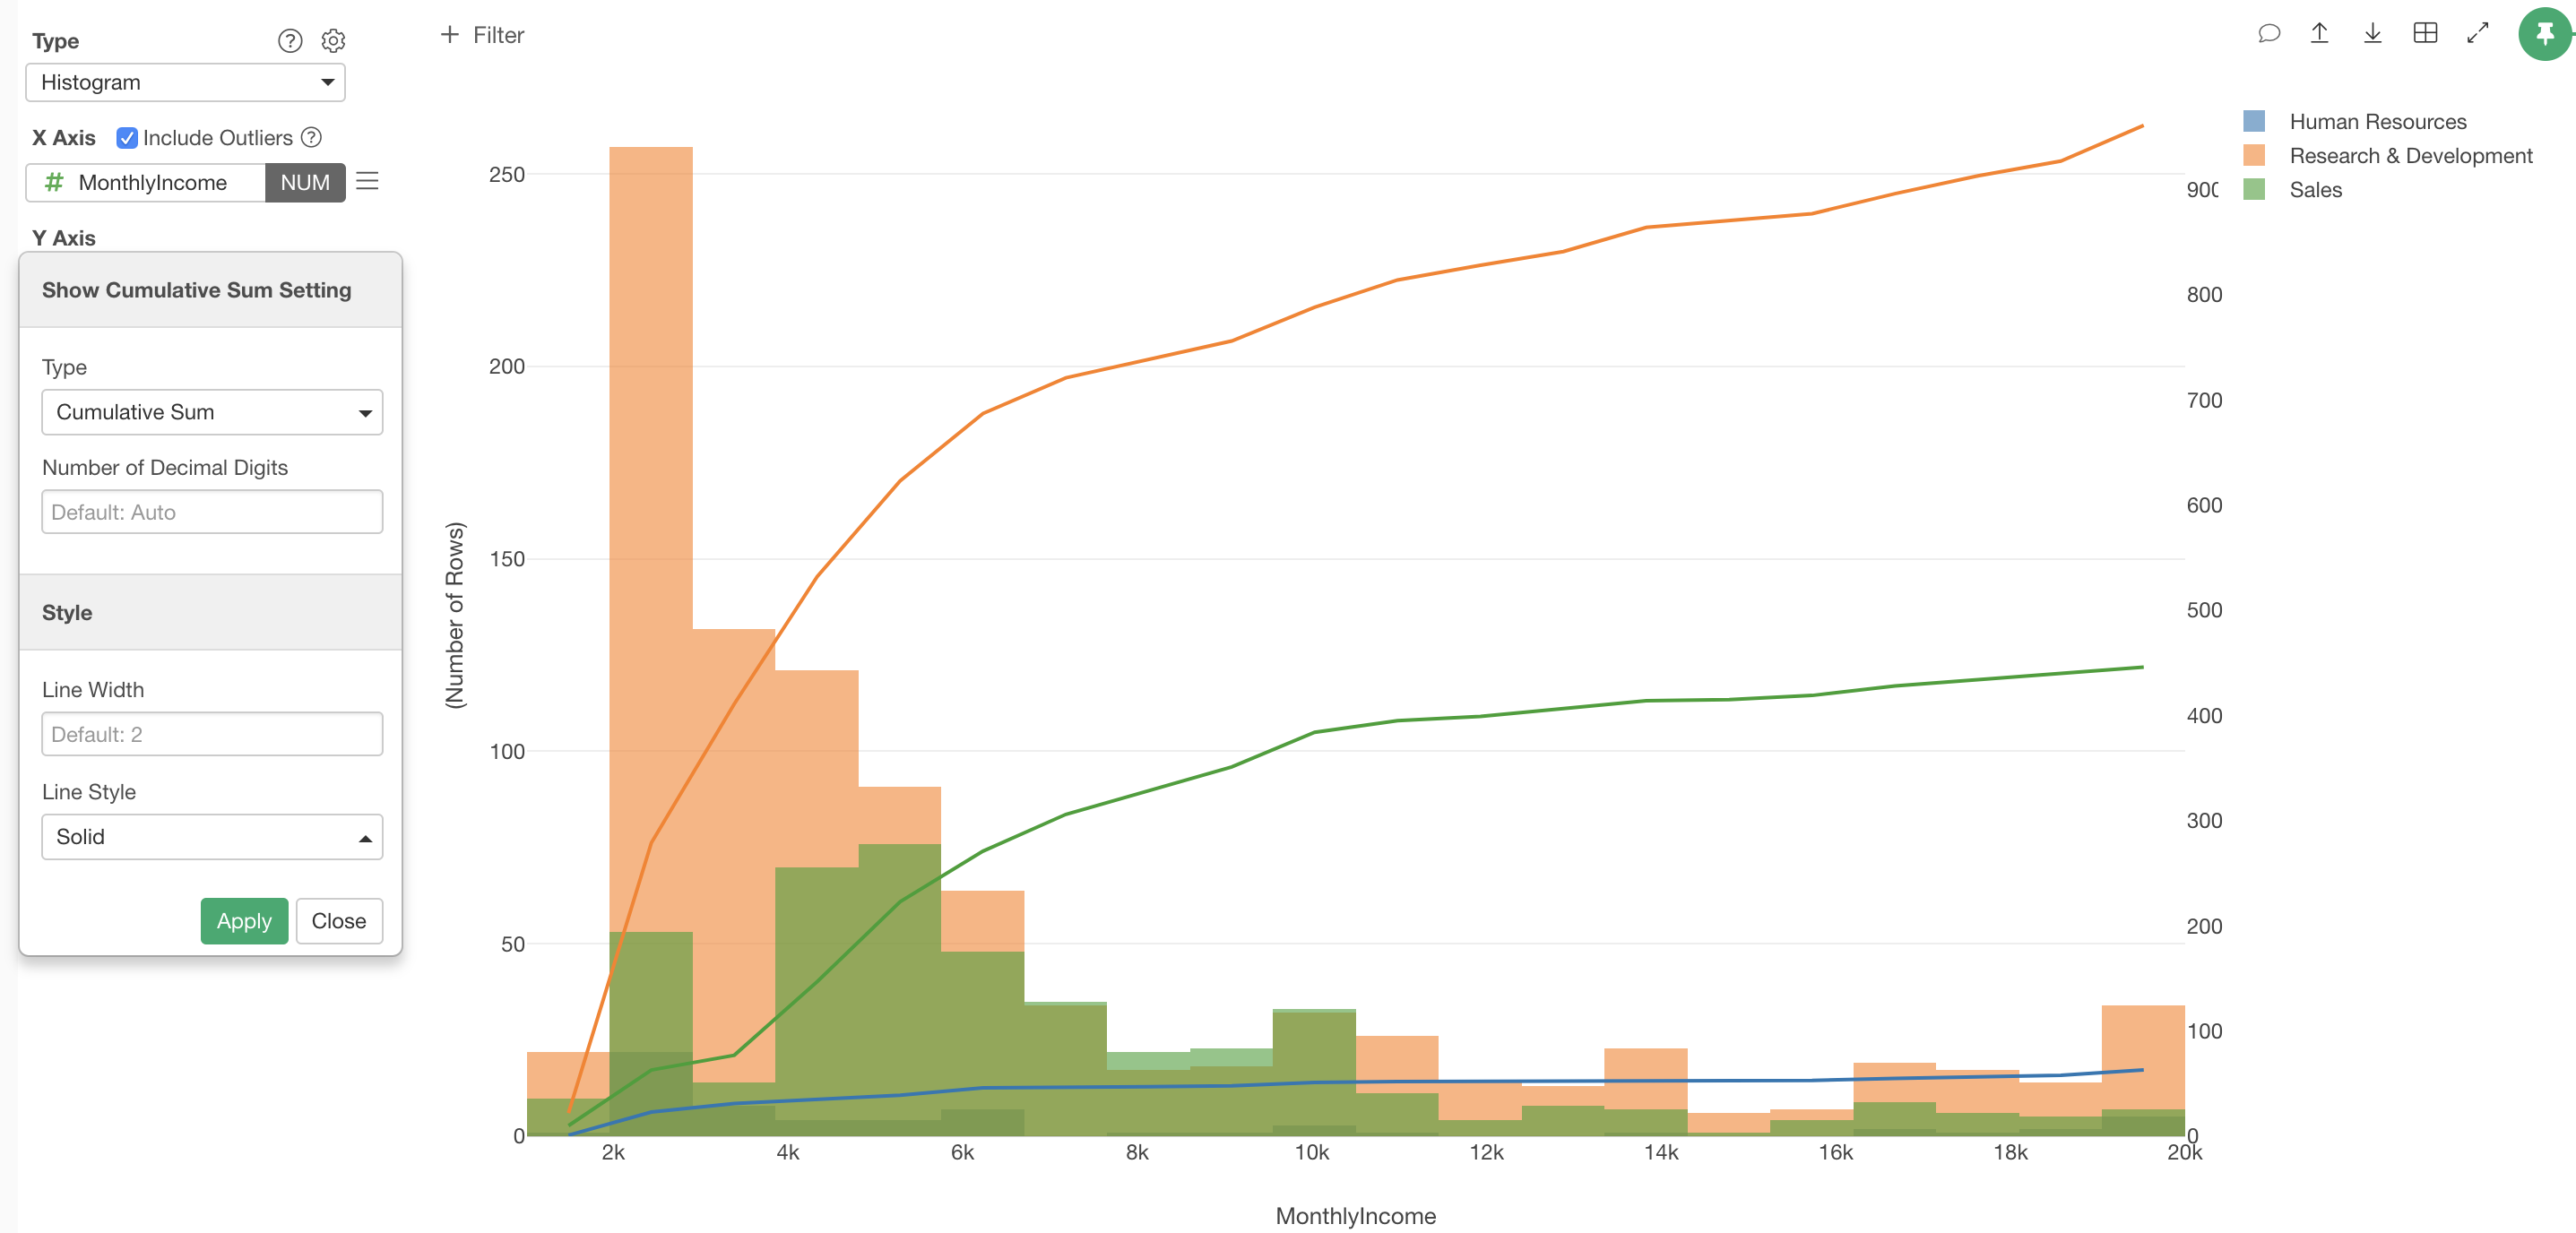 Type
Histogram
X Axis Include Outliers
# MonthlyIncome NUM
Y Axis
Show Cumulative Sum Setting
Type
Cumulative Sum
Number of Decimal Digits
Default: Auto
Style
Line Width
Default: 2
Line Style
Solid
Apply Close
+ Filter
Human Resources
Research & Development
Sales
(Number of Rows)
250
200
150
100
50
0
900
800
700
600
500
400
300
200
100
0
2k 4k 6k 8k 10k 12k 14k 16k 18k 20k
MonthlyIncome